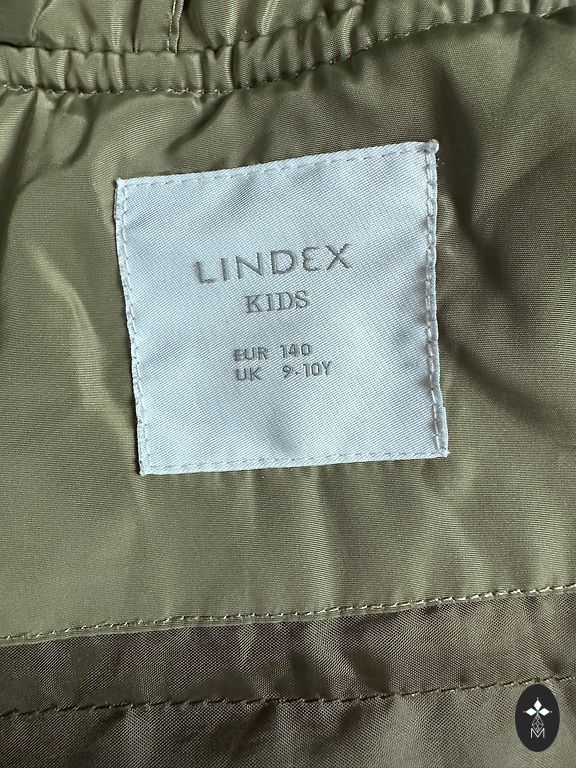 LINDEX
KIDS
EUR 140
UK 9-10Y